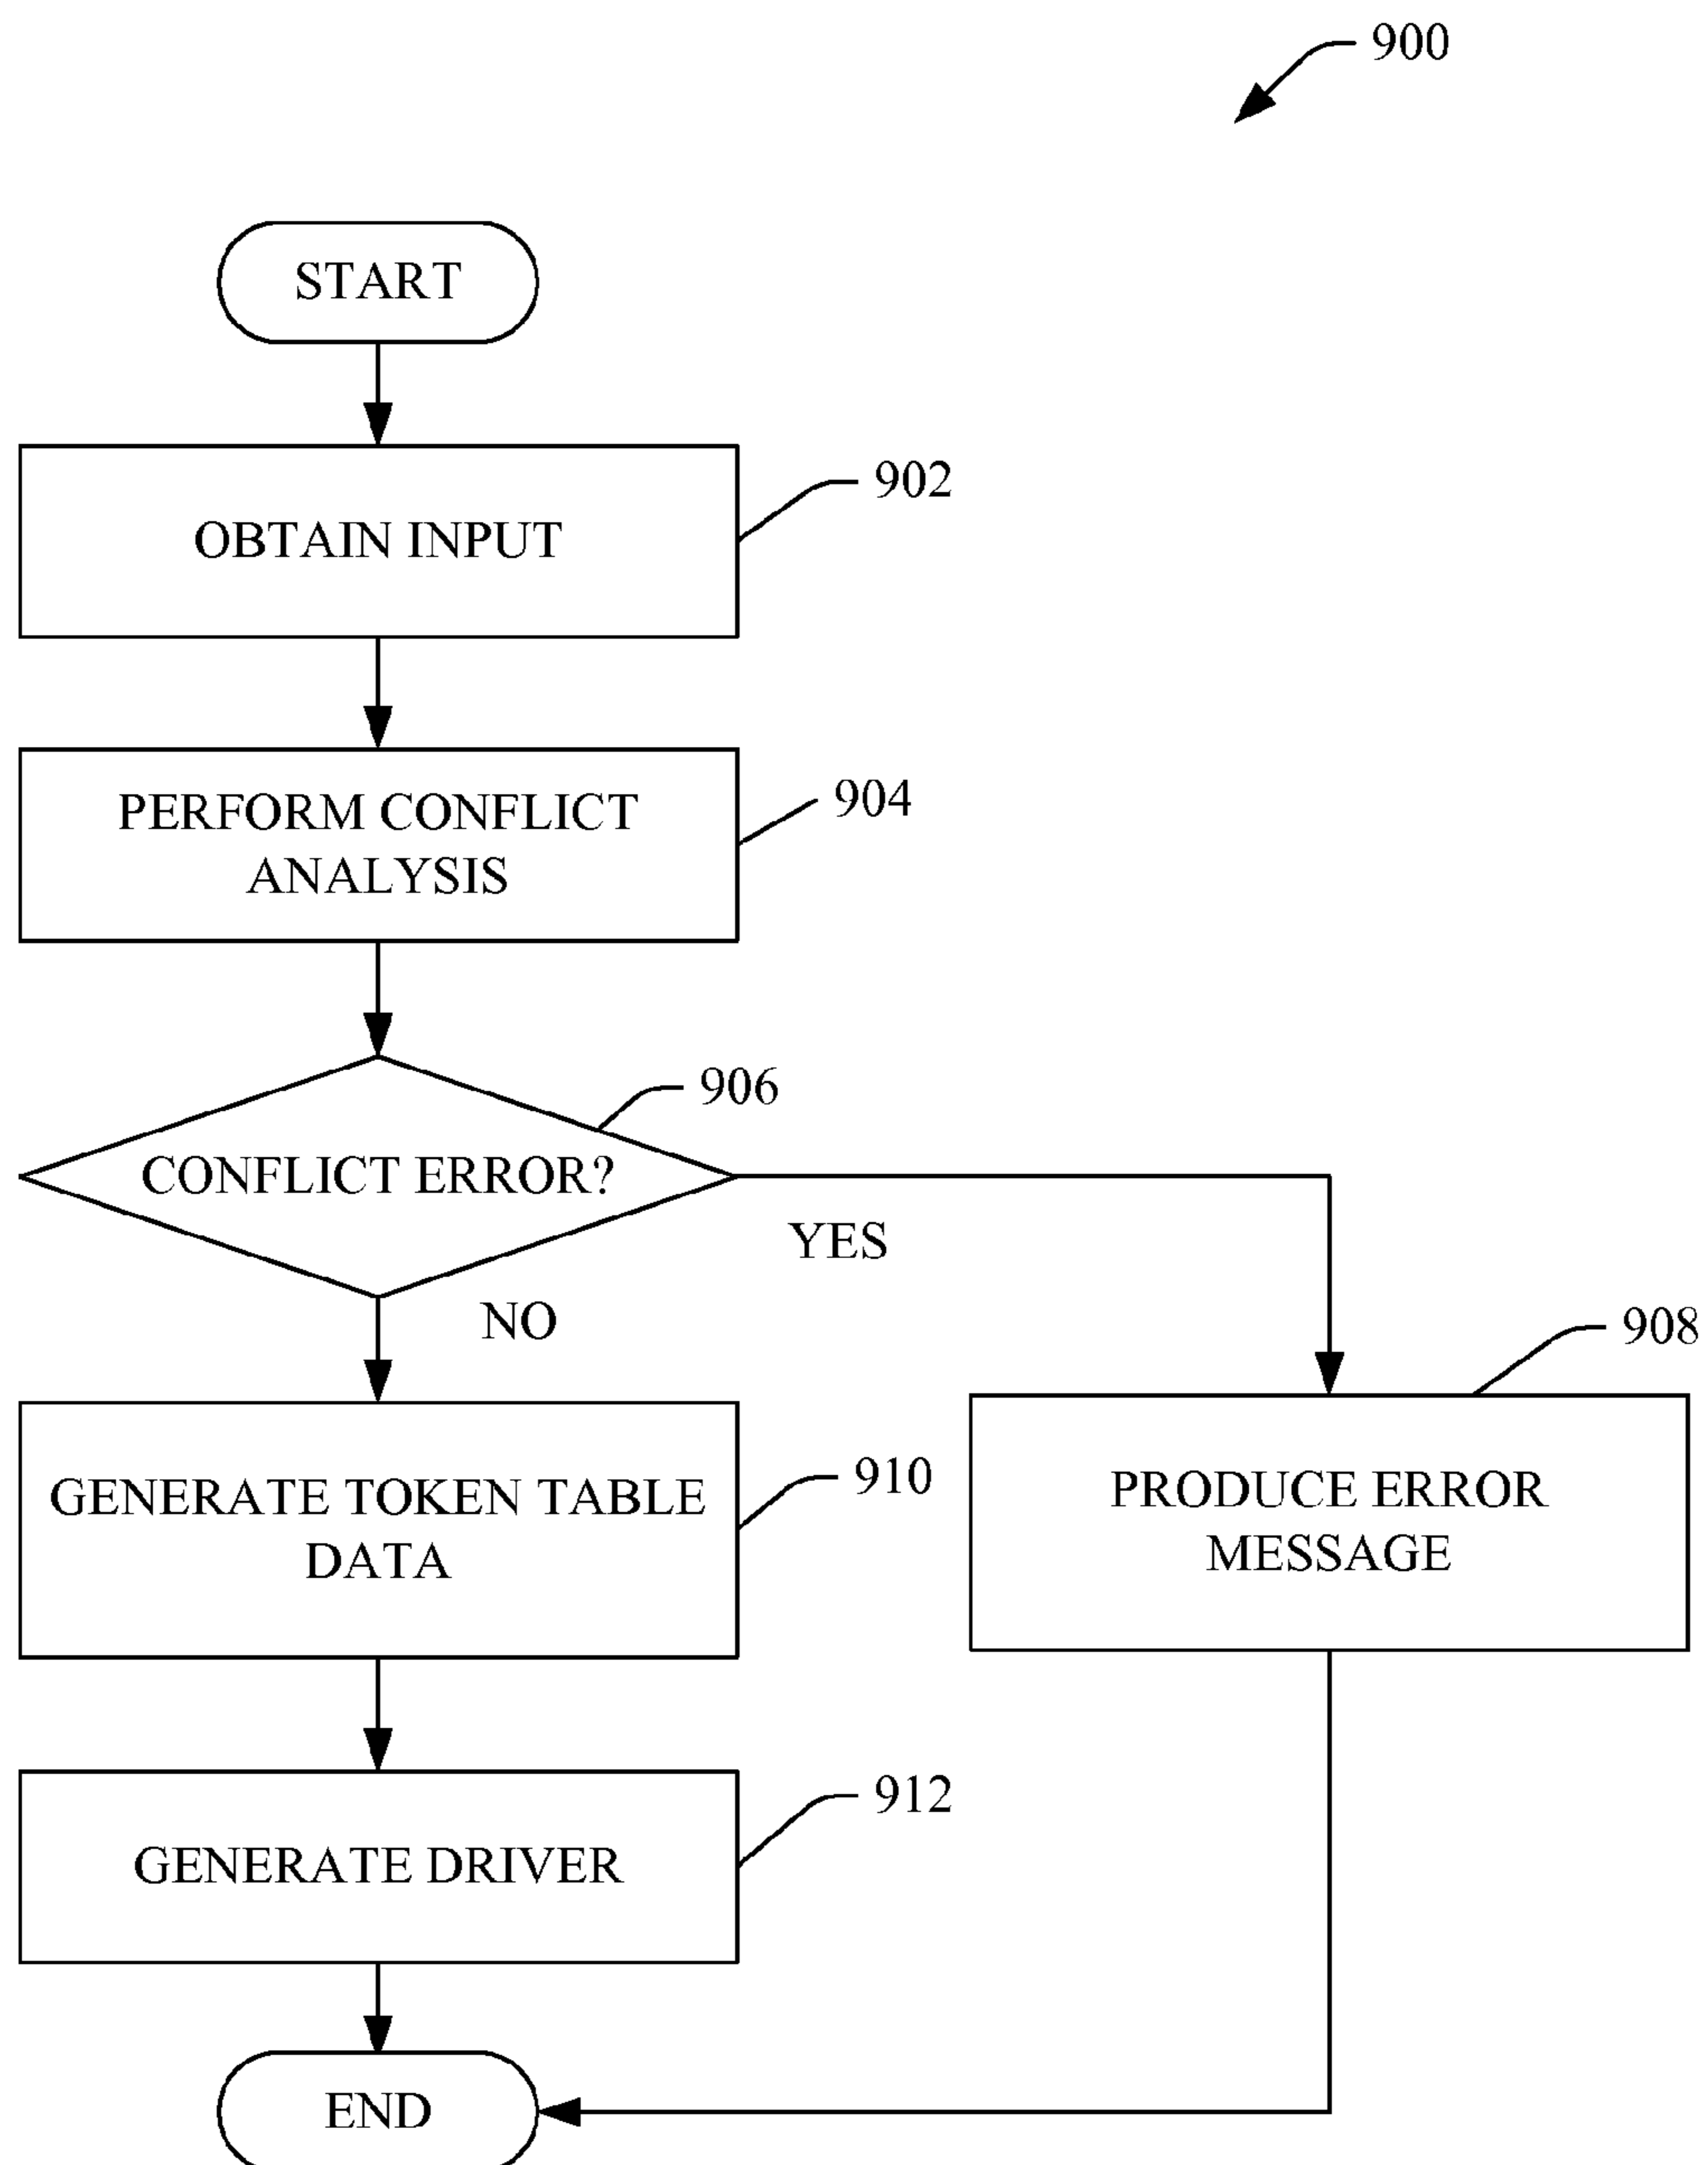 900
START
OBTAIN INPUT
902
PERFORM CONFLICT
ANALYSIS
904
906
CONFLICT ERROR?
YES
NO
908
GENERATE TOKEN TABLE
DATA
910
PRODUCE ERROR
MESSAGE
GENERATE DRIVER
912
END